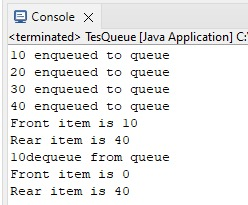 Console
<terminated> TesQueue [Java Application] C:
10 enqueued to queue
20 enqueued to queue
30 enqueued to queue
40 enqueued to queue
Front item is 10
Rear item is 40
10dequeue from queue
Front item is 0
Rear item is 40